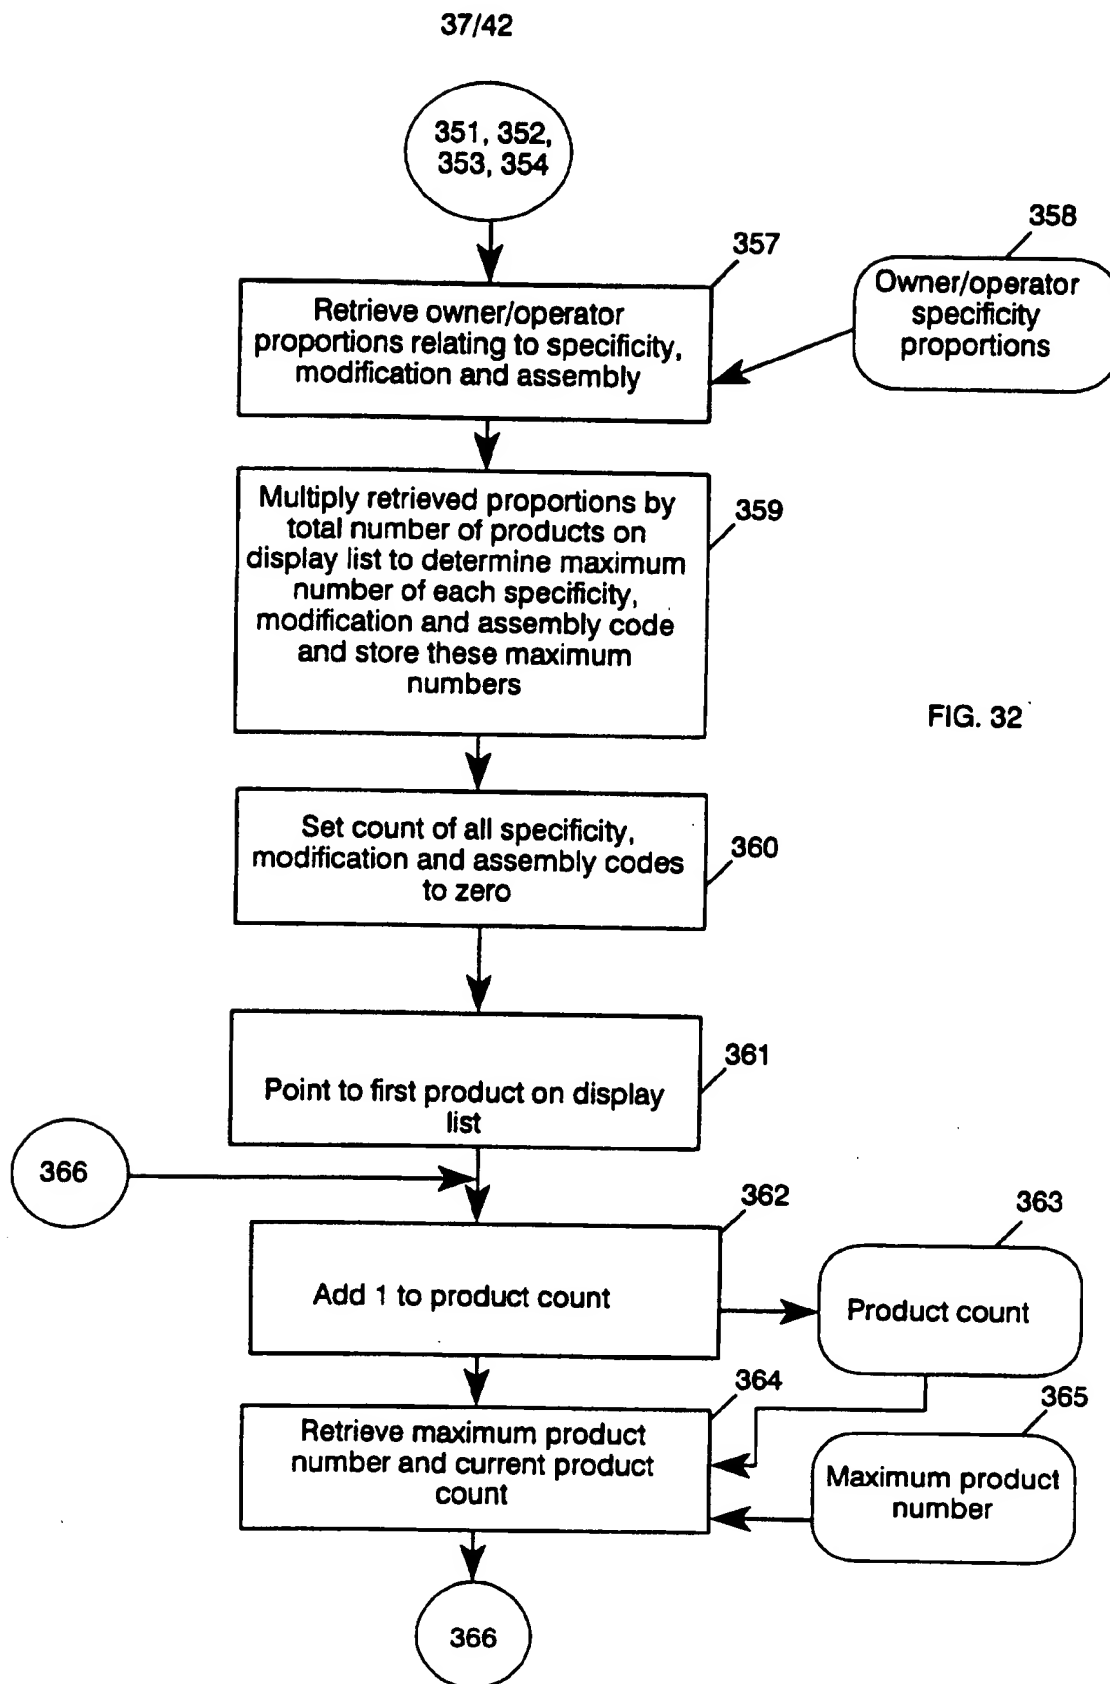 37/42
351, 352,
353, 354
357
358
Retrieve owner/operator
proportions relating to specificity,
modification and assembly
Owner/operator
specificity
proportions
359
Multiply retrieved proportions by
total number of products on
display list to determine maximum
number of each specificity,
modification and assembly code
and store these maximum
numbers
FIG. 32
360
Set count of all specificity,
modification and assembly codes
to zero
361
Point to first product on display
list
366
362
363
Add 1 to product count
Product count
364
365
Retrieve maximum product
number and current product
count
Maximum product
number
366